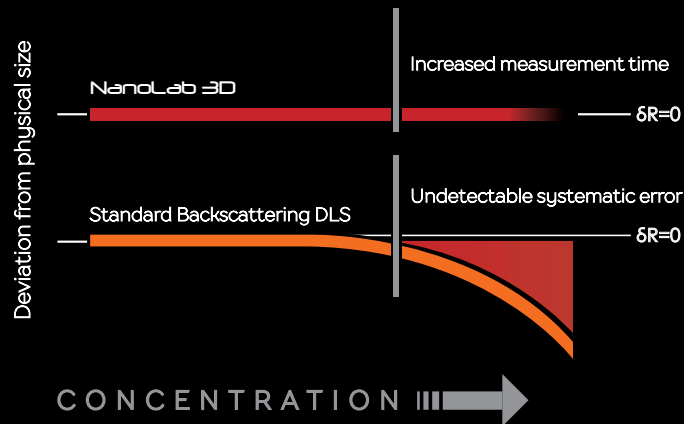 Deviation from physical size
Increased measurement time
NanoLab 3D
δR=0
Undetectable systematic error
Standard Backscattering DLS
δR=0
CONCENTRATION